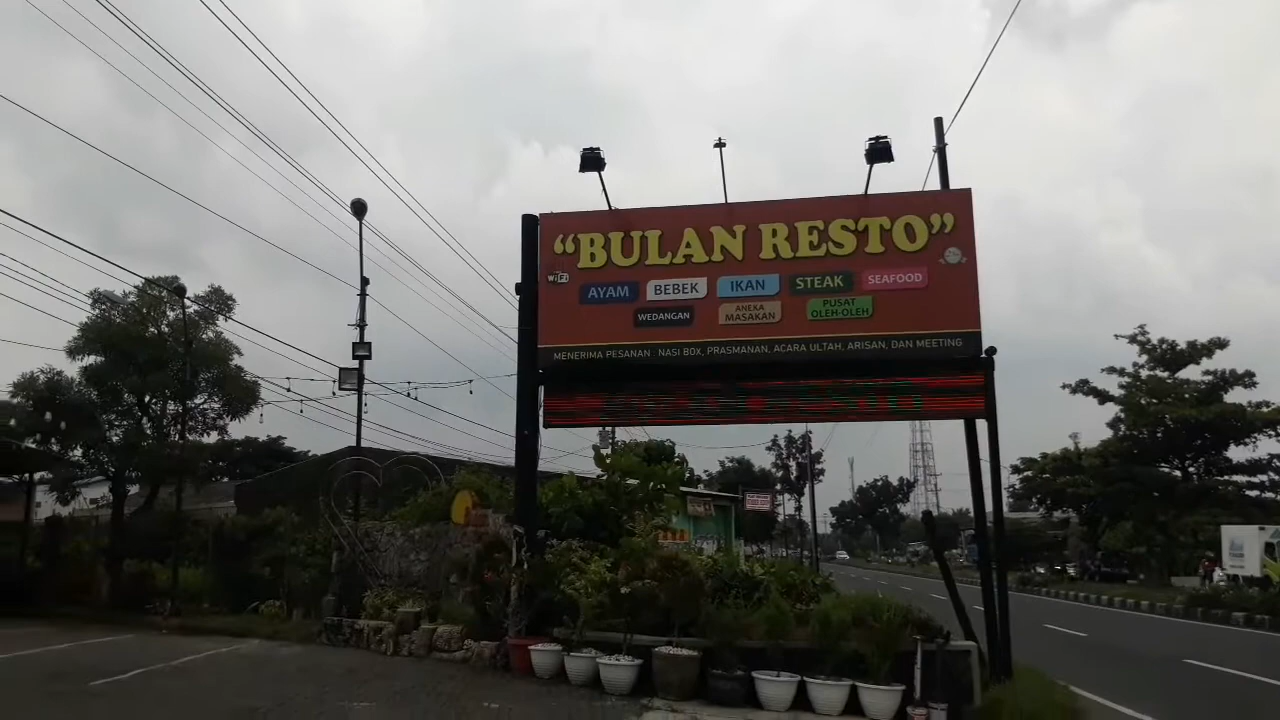 "BULAN RESTO"
WiFi
AYAM BEBEK IKAN STEAK SEAFOOD
WEDANGAN ANEKA MASAKAN PUSAT OLEH-OLEH
MENERIMA PESANAN : NASI BOX, PRASMANAN, ACARA ULTAH, ARISAN, DAN MEETING